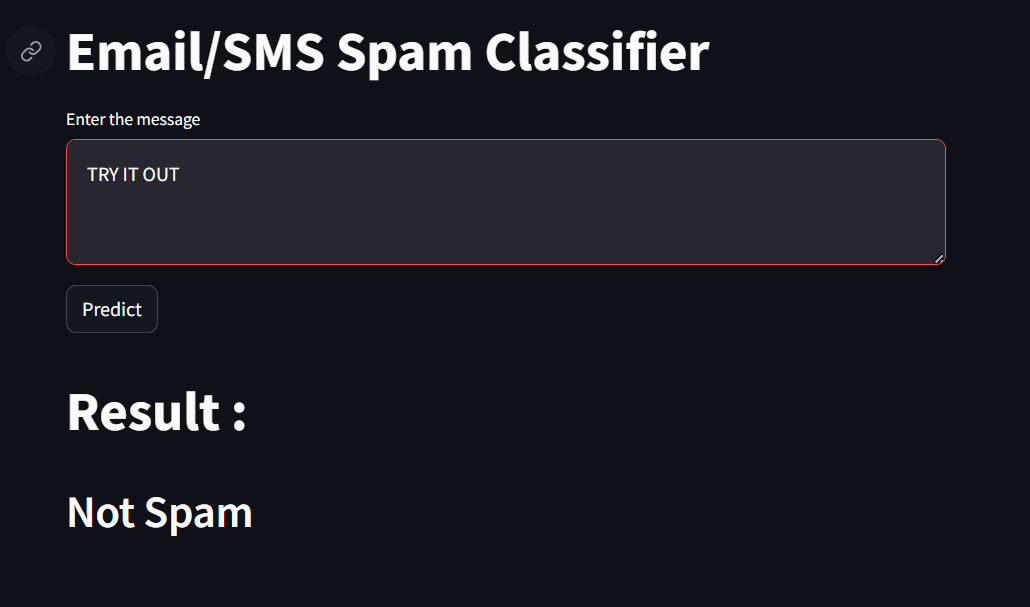 Email/SMS Spam Classifier
Enter the message
TRY IT OUT
Predict
Result :
Not Spam